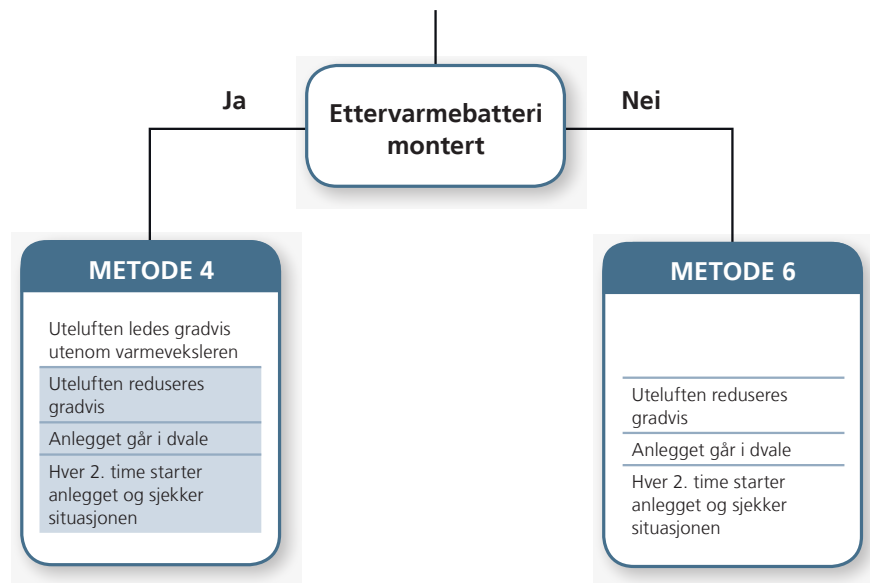 Ja
Ettervarmebatteri
montert
Nei
METODE 4
Uteluften ledes gradvis
utenom varmeveksleren
Uteluften reduseres
gradvis
Anlegget går i dvale
Hver 2. time starter
anlegget og sjekker
situasjonen
METODE 6
Uteluften reduseres
gradvis
Anlegget går i dvale
Hver 2. time starter
anlegget og sjekker
situasjonen